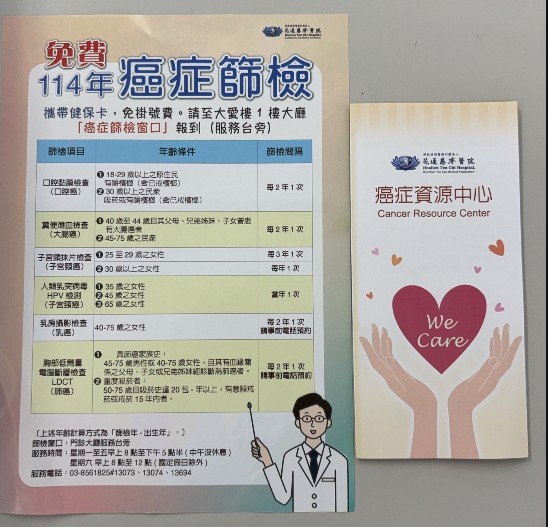 花蓮慈濟醫院
免費
114年 癌症篩檢
攜帶健保卡，免掛號費。請至大愛樓 1 樓大廳
「癌症篩檢窗口」報到（服務台旁）
篩檢項目 年齡條件 篩檢間隔
口腔黏膜檢查
（口腔癌）
❶ 18-29 歲以上之原住民
有嚼檳榔（含已戒檳榔）
❷ 30 歲以上之民眾
吸菸或有嚼檳榔（含已戒檳榔）
每 2 年 1 次
糞便潛血檢查
（大腸癌）
❶ 40 歲至 44 歲且其父母、兄弟姊妹、子女曾患
有大腸癌者
❷ 45-75 歲之民眾
每 2 年 1 次
子宮頸抹片檢查
（子宮頸癌）
❶ 25 至 29 歲之女性
每 3 年 1 次
❷ 30 歲以上之女性
每年 1 次
人類乳突病毒
HPV 檢測
（子宮頸癌）
❶ 35 歲之女性
❷ 45 歲之女性
❸ 65 歲之女性
當年 1 次
乳房攝影檢查
（乳癌）
40-75 歲之女性
每 2 年 1 次
請事前電話預約
胸部低劑量
電腦斷層檢查
LDCT
（肺癌）
❶ 具肺癌家族史：
45-75 歲男性或 40-75 歲女性，且其有血緣關
係之父母、子女或兄弟姊妹經診斷為肺癌者。
❷ 重度吸菸者：
50-75 歲目吸菸史達 20 包-年以上，有意願戒
菸或戒菸 15 年內者。
每 2 年 1 次
請事前電話預約
（上述年齡計算方式為「篩檢年 - 出生年」。）
篩檢窗口：門診大廳服務台旁
服務時間：星期一至五早上 8 點至下午 5 點半（中午沒休息）
星期六 早上 8 點至 12 點（國定假日除外）
服務電話：03-8561825#13073、13074、13694
花蓮慈濟醫院
Hualien Tzu Chi Hospital,
癌症資源中心
Cancer Resource Center
We
Care